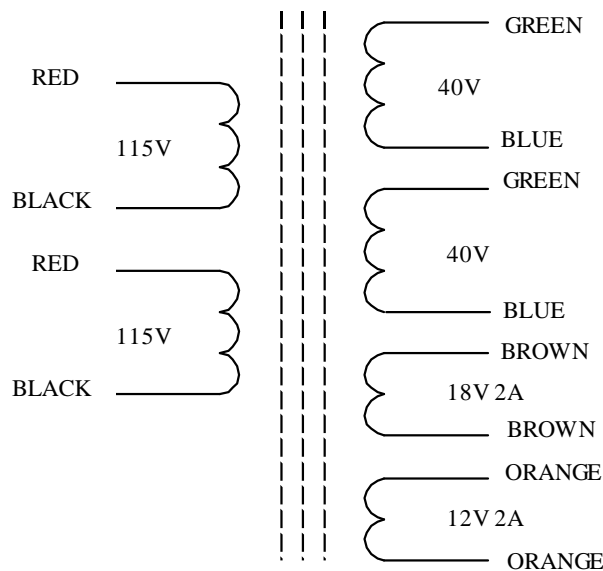 RED
115V
BLACK
RED
115V
BLACK
GREEN
40V
BLUE
GREEN
40V
BLUE
BROWN
18V 2A
BROWN
ORANGE
12V 2A
ORANGE